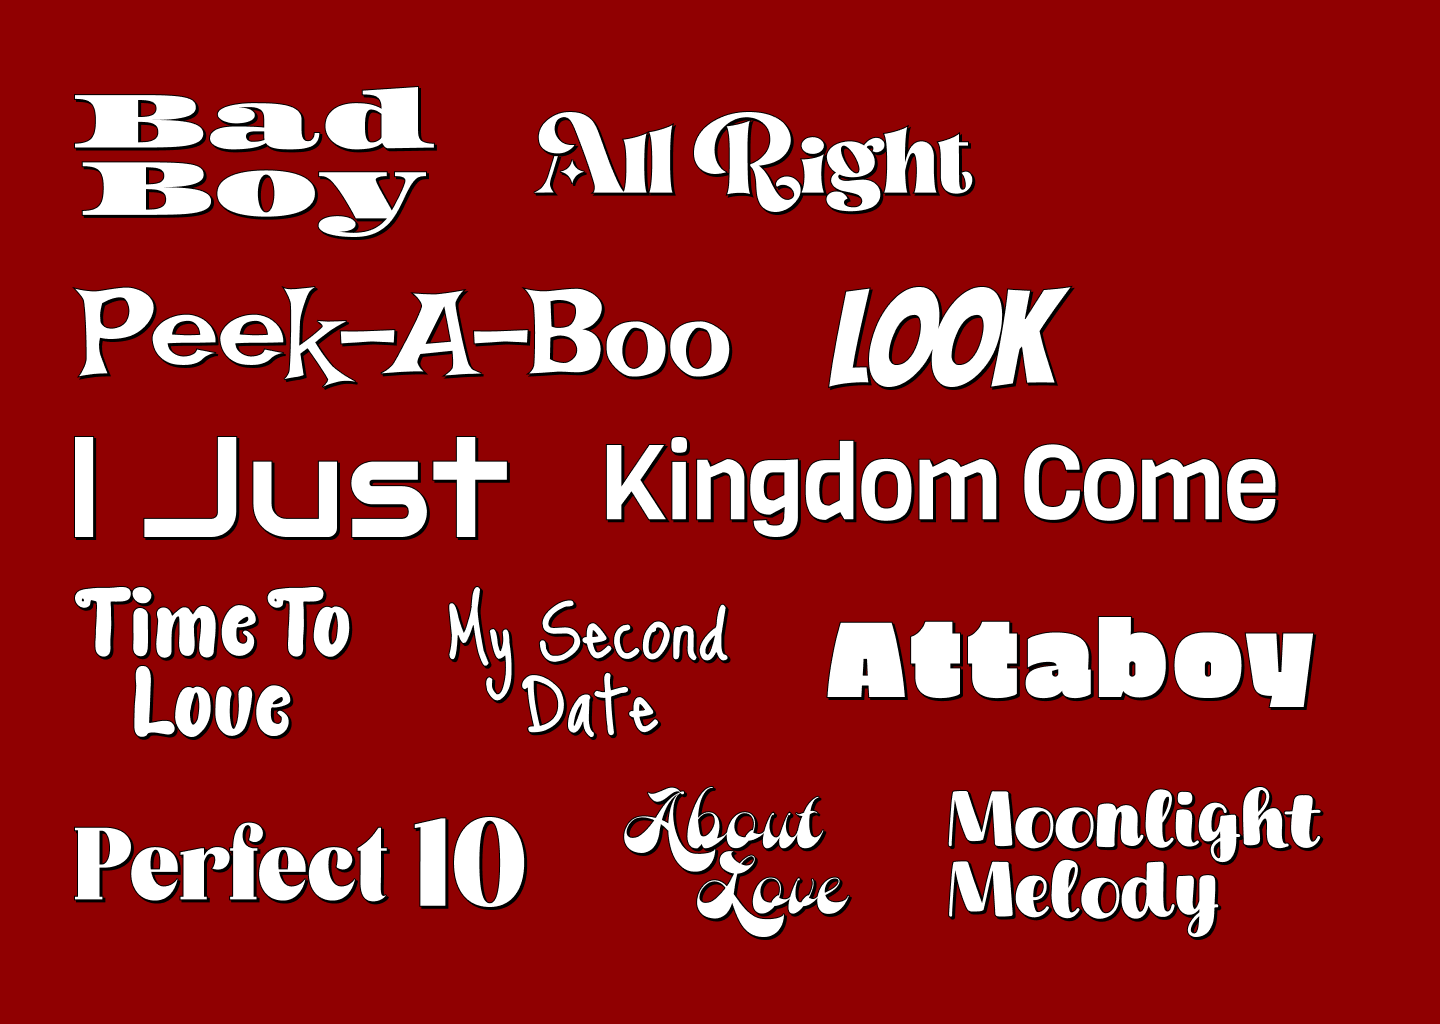 Bad
Boy
All Right
Peek-A-Boo
LOOK
I Just
Kingdom Come
Time To
Love
My Second
Date
Attaboy
Perfect 10
About
Love
Moonlight
Melody